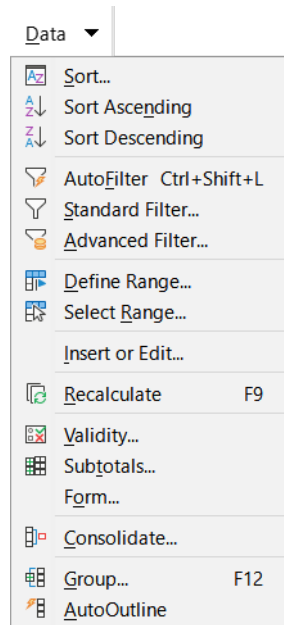 Data
Sort...
Sort Ascending
Sort Descending
AutoFilter Ctrl+Shift+L
Standard Filter...
Advanced Filter...
Define Range...
Select Range...
Insert or Edit...
Recalculate F9
Validity...
Subtotals...
Form...
Consolidate...
Group... F12
AutoOutline